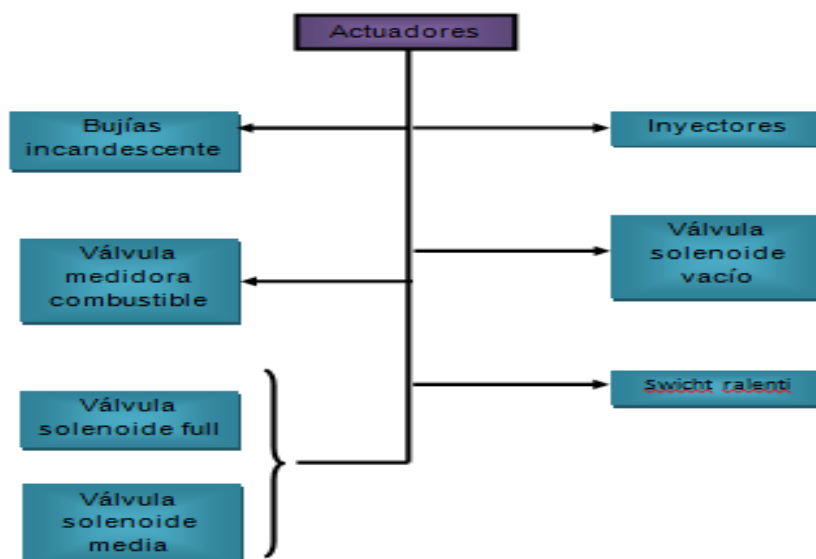 Actuadores
Bujías
incandescente
Inyectores
Válvula
medidora
combustible
Válvula
solenoide
vacío
Válvula
solenoide full
Swicht ralenti
Válvula
solenoide
media